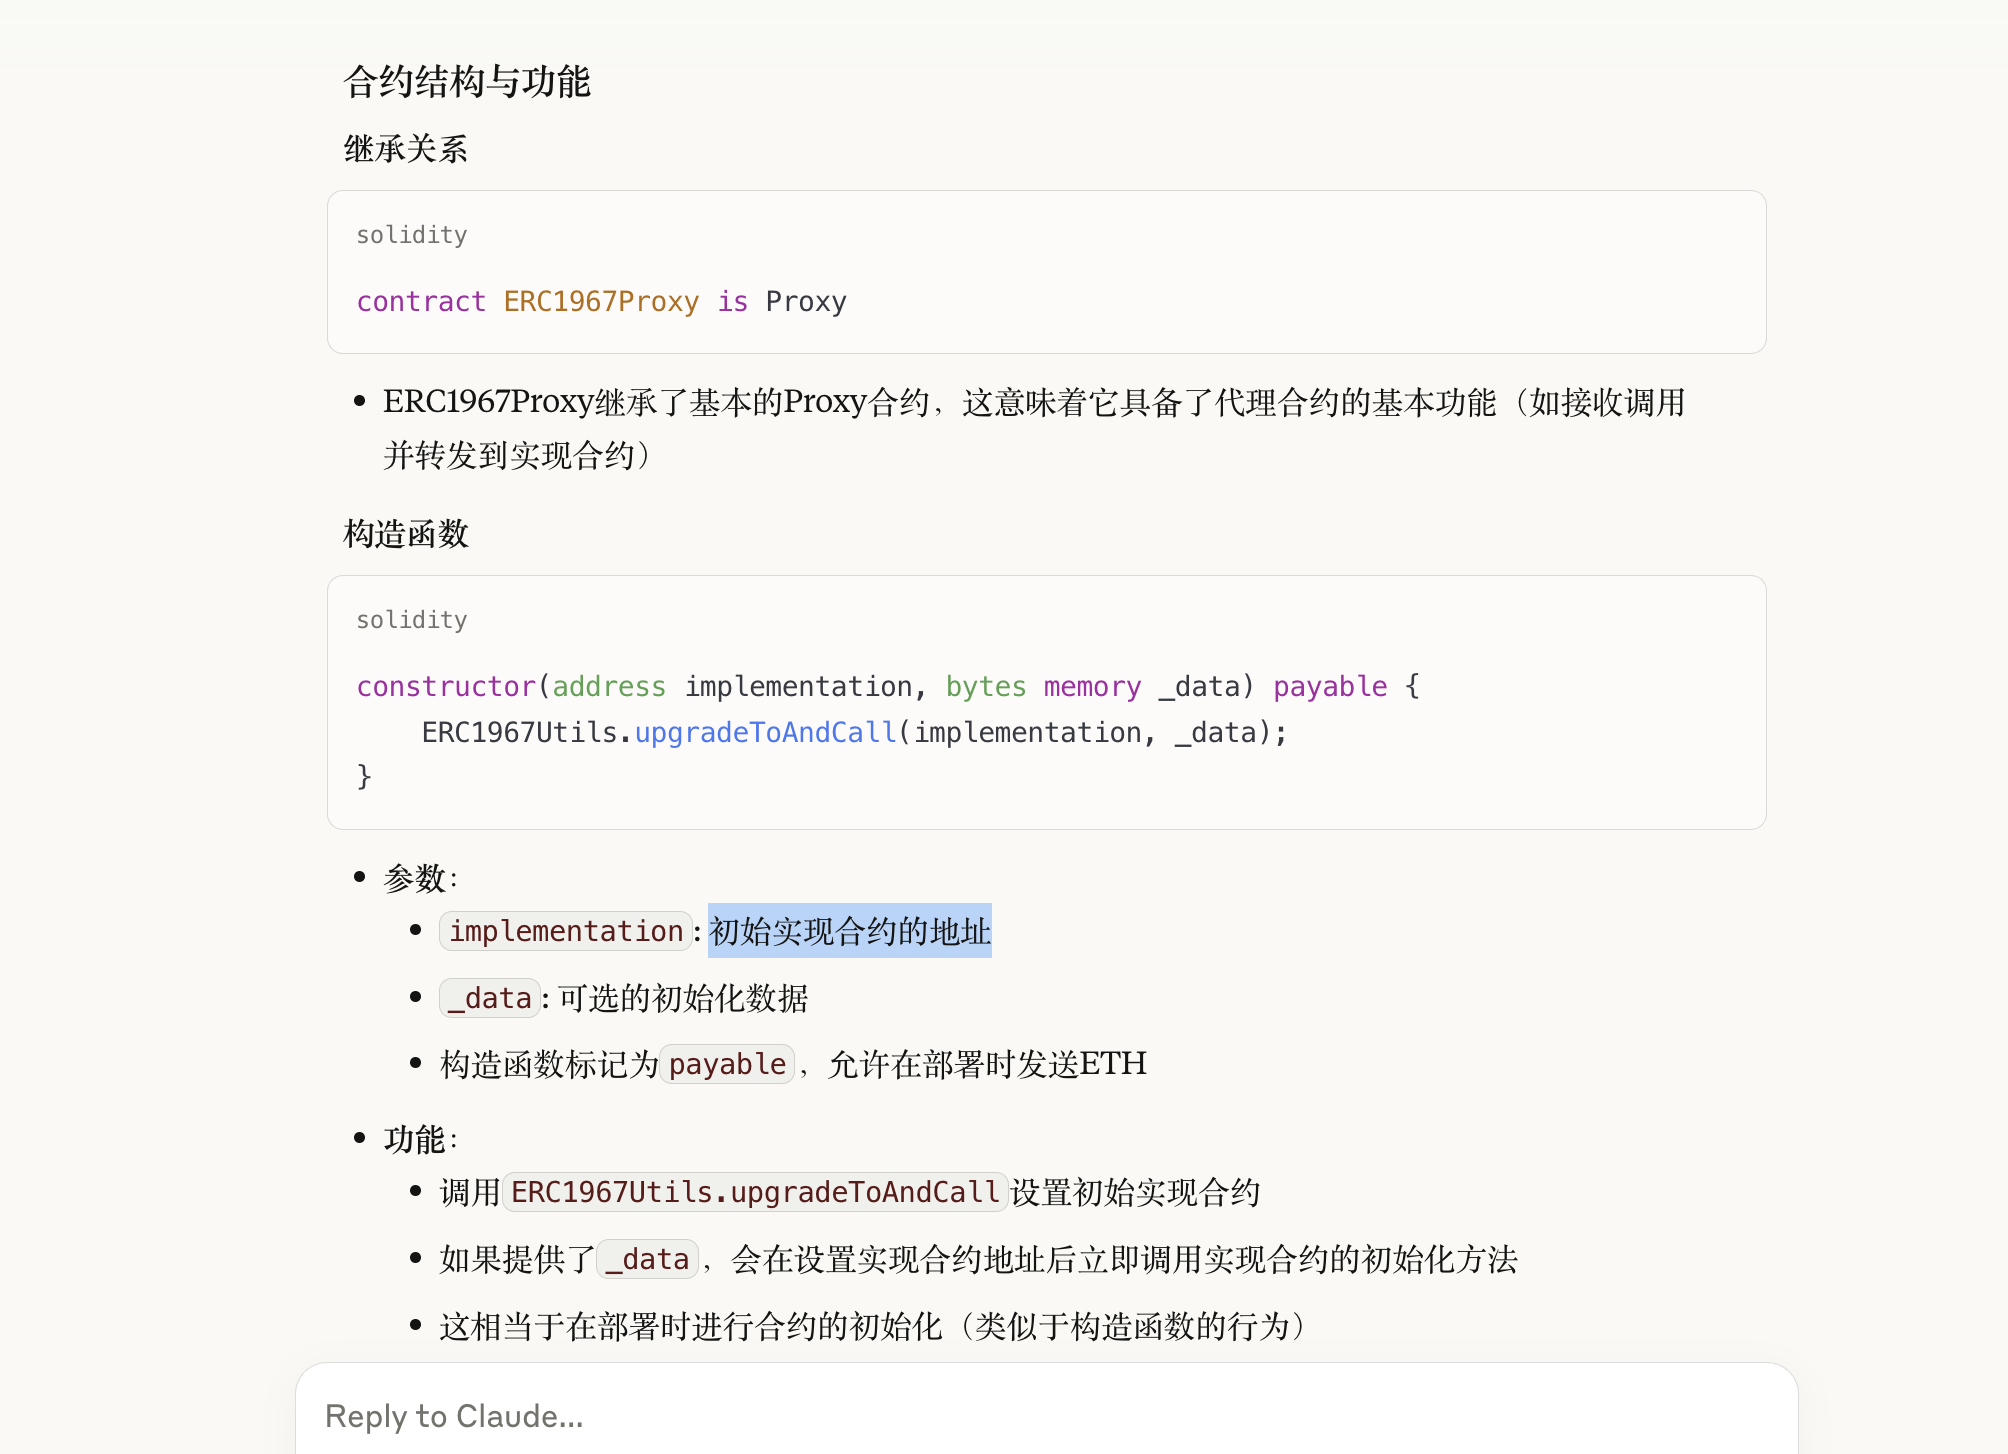 合约结构与功能
继承关系
solidity
contract ERC1967Proxy is Proxy
ERC1967Proxy继承了基本的Proxy合约，这意味着它具备了代理合约的基本功能（如接收调用
并转发到实现合约）
构造函数
solidity
constructor(address implementation, bytes memory _data) payable {
    ERC1967Utils.upgradeToAndCall(implementation, _data);
}
参数：
implementation: 初始实现合约的地址
_data: 可选的初始化数据
构造函数标记为payable，允许在部署时发送ETH
功能：
调用ERC1967Utils.upgradeToAndCall设置初始实现合约
如果提供了_data，会在设置实现合约地址后立即调用实现合约的初始化方法
这相当于在部署时进行合约的初始化（类似于构造函数的行为）
Reply to Claude...